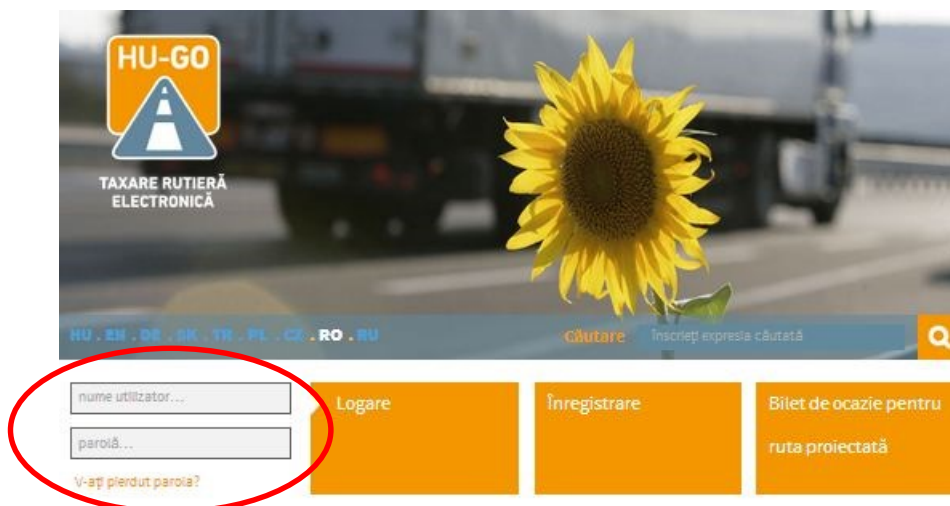 HU-GO
TAXARE RUTIERĂ
ELECTRONICĂ
HU . EN . DE . SK . TR . PL . CZ . RO . RU
Căutare
Înscrieți expresia căutată
nume utilizator...
parolă...
V-ați pierdut parola?
Logare
Înregistrare
Bilet de ocazie pentru
ruta proiectată